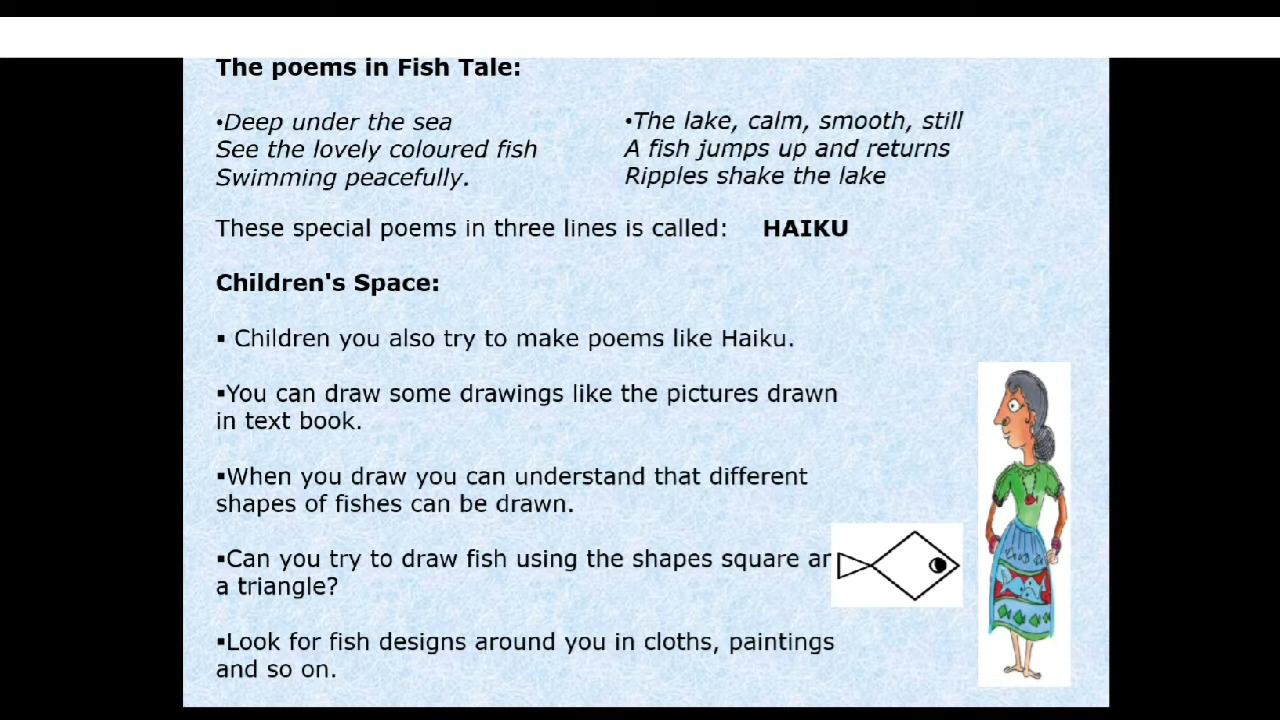 The poems in Fish Tale:
•Deep under the sea
See the lovely coloured fish
Swimming peacefully.
•The lake, calm, smooth, still
A fish jumps up and returns
Ripples shake the lake
These special poems in three lines is called: HAIKU
Children's Space:
▪ Children you also try to make poems like Haiku.
▪You can draw some drawings like the pictures drawn
in text book.
▪When you draw you can understand that different
shapes of fishes can be drawn.
▪Can you try to draw fish using the shapes square
a triangle?
▪Look for fish designs around you in cloths, paintings
and so on.